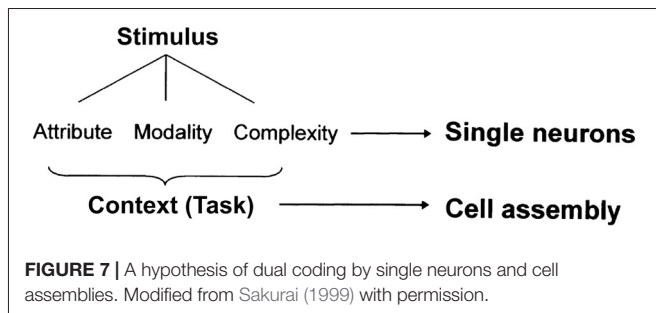 Stimulus
Attribute Modality Complexity Single neurons
Context (Task) Cell assembly
FIGURE 7 | A hypothesis of dual coding by single neurons and cell
assemblies. Modified from Sakurai (1999) with permission.